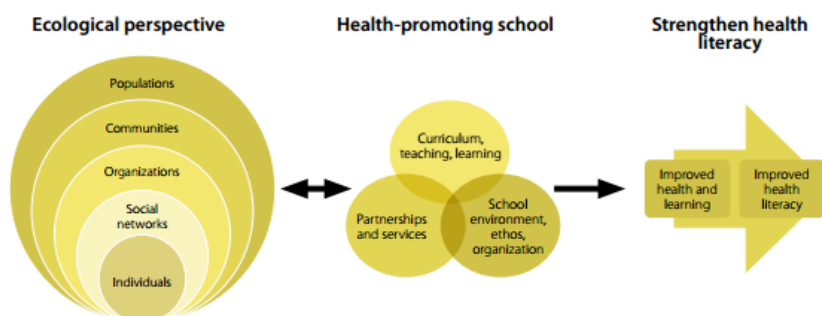 Ecological perspective
Health-promoting school
Strengthen health
literacy
Populations
Communities
Organizations
Social
networks
Individuals
Curriculum,
teaching, learning
Partnerships
and services
School
environment,
ethos,
organization
Improved
health and
learning
Improved
health
literacy